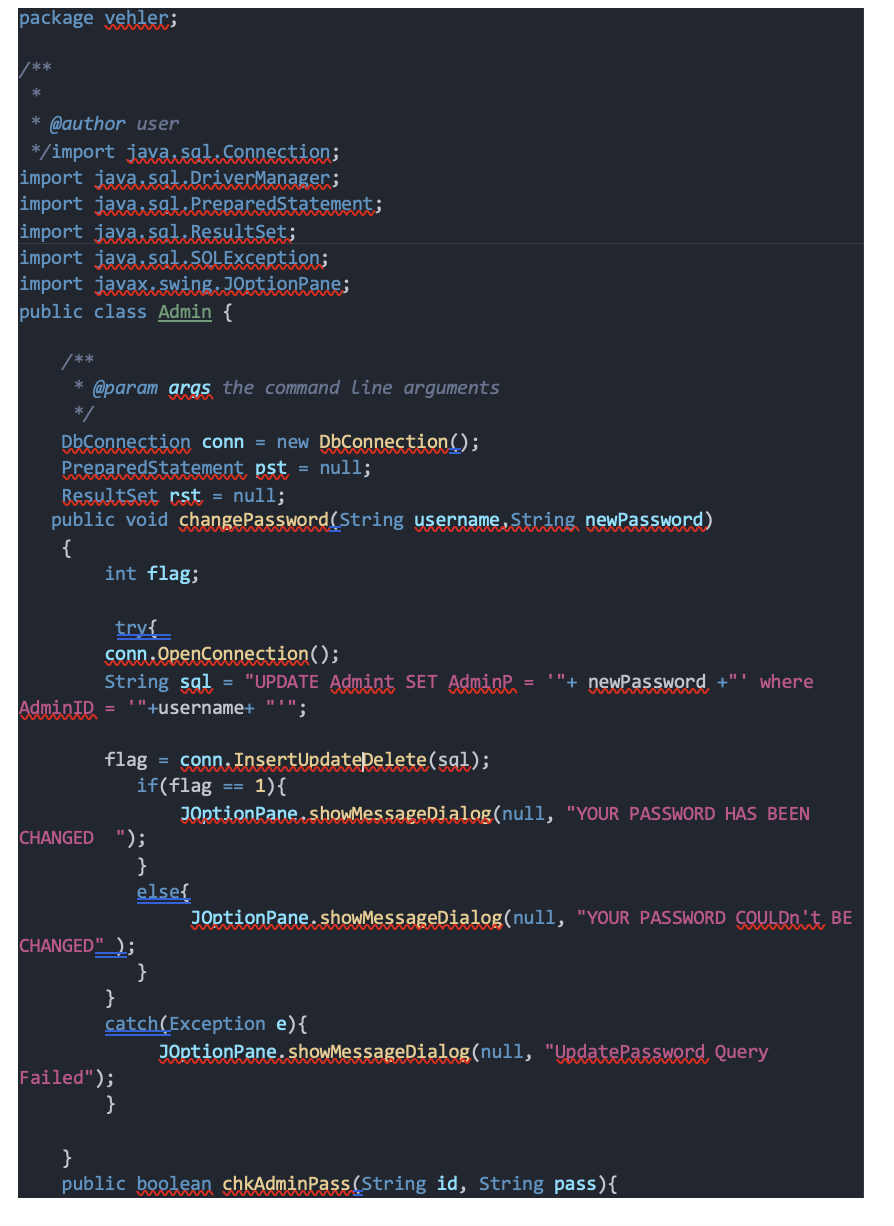 package vehler;
/**
 *
 * @author user
 */import java.sql.Connection;
import java.sql.DriverManager;
import java.sql.PreparedStatement;
import java.sql.ResultSet;
import java.sql.SQLException;
import javax.swing.JOptionPane;
public class Admin {
    /**
     * @param args the command line arguments
     */
    DbConnection conn = new DbConnection();
    PreparedStatement pst = null;
    ResultSet rst = null;
   public void changePassword(String username,String newPassword)
    {
        int flag;
         try{
        conn.OpenConnection();
        String sql = "UPDATE Admint SET AdminP = '"+ newPassword +"' where
AdminID = '"+username+ "'";
        flag = conn.InsertUpdateDelete(sql);
           if(flag == 1){
               JOptionPane.showMessageDialog(null, "YOUR PASSWORD HAS BEEN
CHANGED  ");
           }
           else{
                JOptionPane.showMessageDialog(null, "YOUR PASSWORD COULDn't BE
CHANGED" );
           }
        }
        catch(Exception e){
             JOptionPane.showMessageDialog(null, "UpdatePassword Query
Failed");
        }
    }
    public boolean chkAdminPass(String id, String pass){